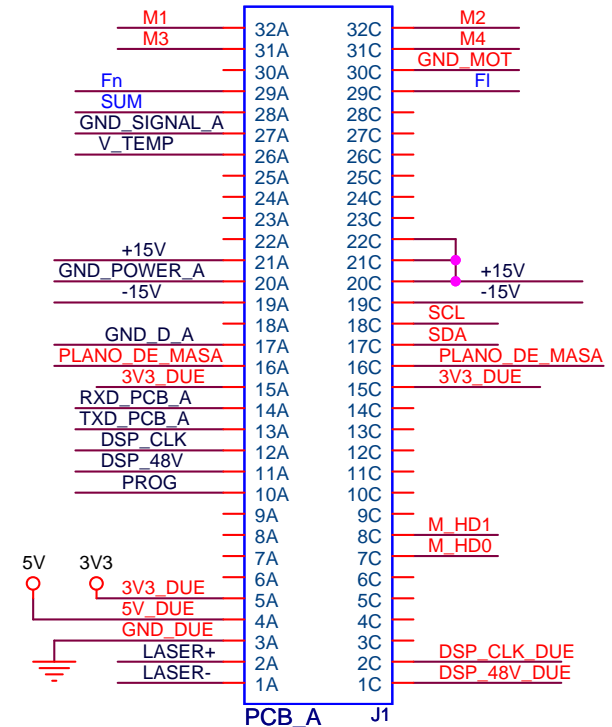 M1 32A 32C M2
M3 31A 31C M4
30A 30C GND_MOT
Fn 29A 29C Fl
SUM 28A 28C
GND_SIGNAL_A 27A 27C
V_TEMP 26A 26C
25A 25C
24A 24C
23A 23C
22A 22C
+15V 21A 21C
GND_POWER_A 20A 20C +15V
-15V 19A 19C -15V
18A 18C SCL
GND_D_A 17A 17C SDA
PLANO_DE_MASA 16A 16C PLANO_DE_MASA
3V3_DUE 15A 15C 3V3_DUE
RXD_PCB_A 14A 14C
TXD_PCB_A 13A 13C
DSP_CLK 12A 12C
DSP_48V 11A 11C
PROG 10A 10C
9A 9C
8A 8C M_HD1
7A 7C M_HD0
5V 3V3 6A 6C
3V3_DUE 5A 5C
5V_DUE 4A 4C
GND_DUE 3A 3C
LASER+ 2A 2C DSP_CLK_DUE
LASER- 1A 1C DSP_48V_DUE
PCB_A J1